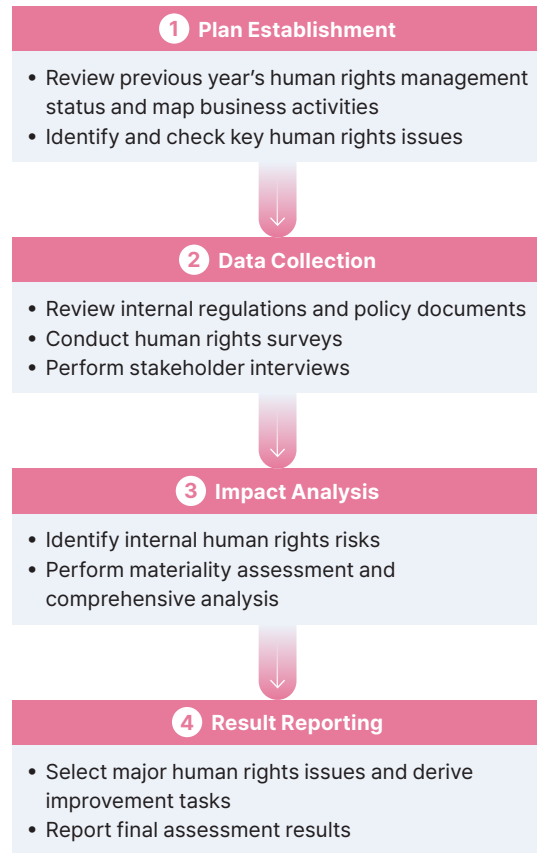 1 Plan Establishment
• Review previous year’s human rights management
status and map business activities
• Identify and check key human rights issues
2 Data Collection
• Review internal regulations and policy documents
• Conduct human rights surveys
• Perform stakeholder interviews
3 Impact Analysis
• Identify internal human rights risks
• Perform materiality assessment and
comprehensive analysis
4 Result Reporting
• Select major human rights issues and derive
improvement tasks
• Report final assessment results